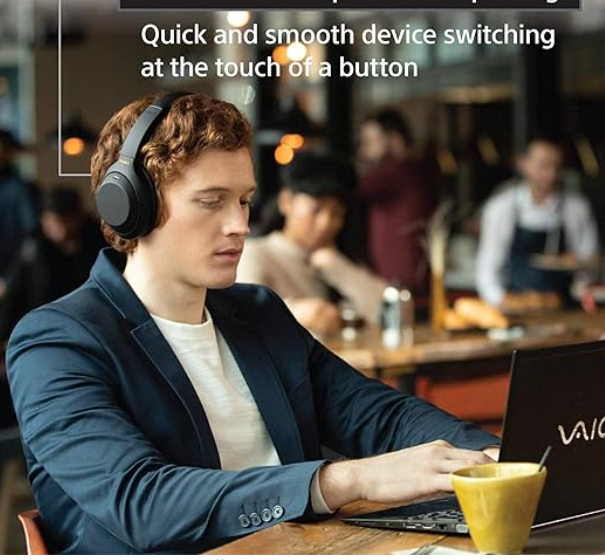 Quick and smooth device switching
at the touch of a button